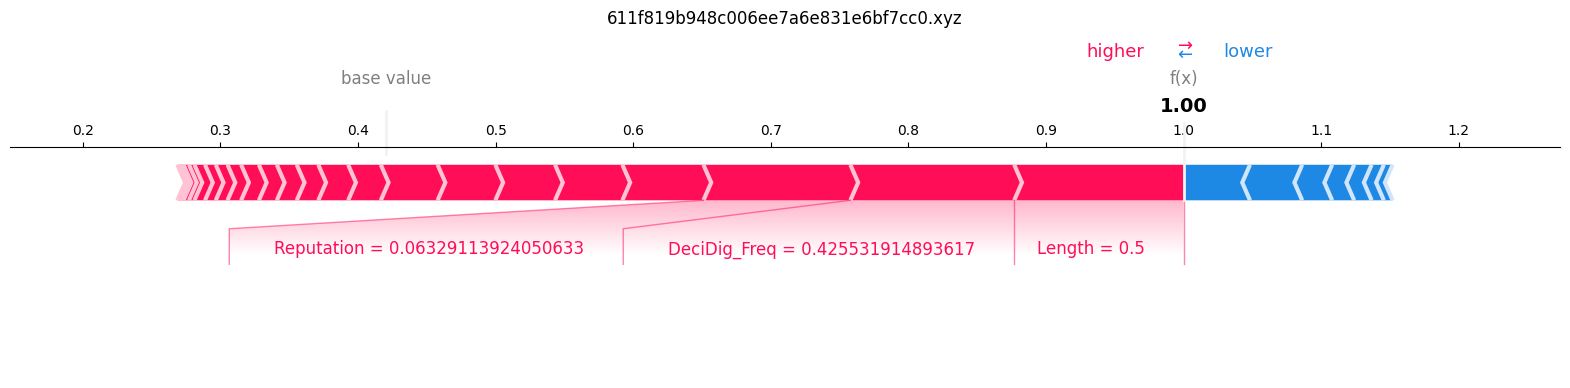 611f819b948c006ee7a6e831e6bf7cc0.xyz
higher → ← lower
base value f(x)
1.00
0.2 0.3 0.4 0.5 0.6 0.7 0.8 0.9 1.0 1.1 1.2
Reputation = 0.06329113924050633 DeciDig_Freq = 0.425531914893617 Length = 0.5